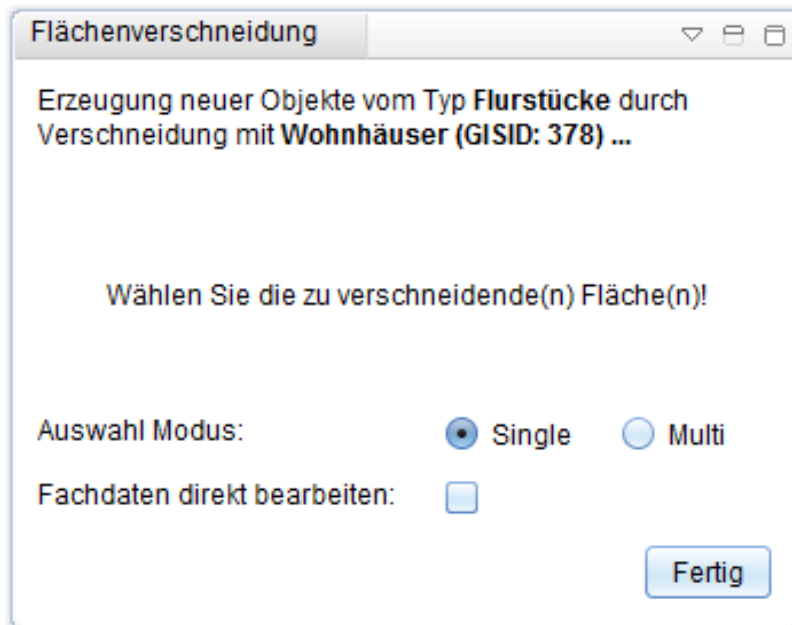 Flächenverschneidung
Erzeugung neuer Objekte vom Typ Flurstücke durch
Verschneidung mit Wohnhäuser (GISID: 378) ...
Wählen Sie die zu verschneidende(n) Fläche(n)!
Auswahl Modus: Single Multi
Fachdaten direkt bearbeiten:
Fertig